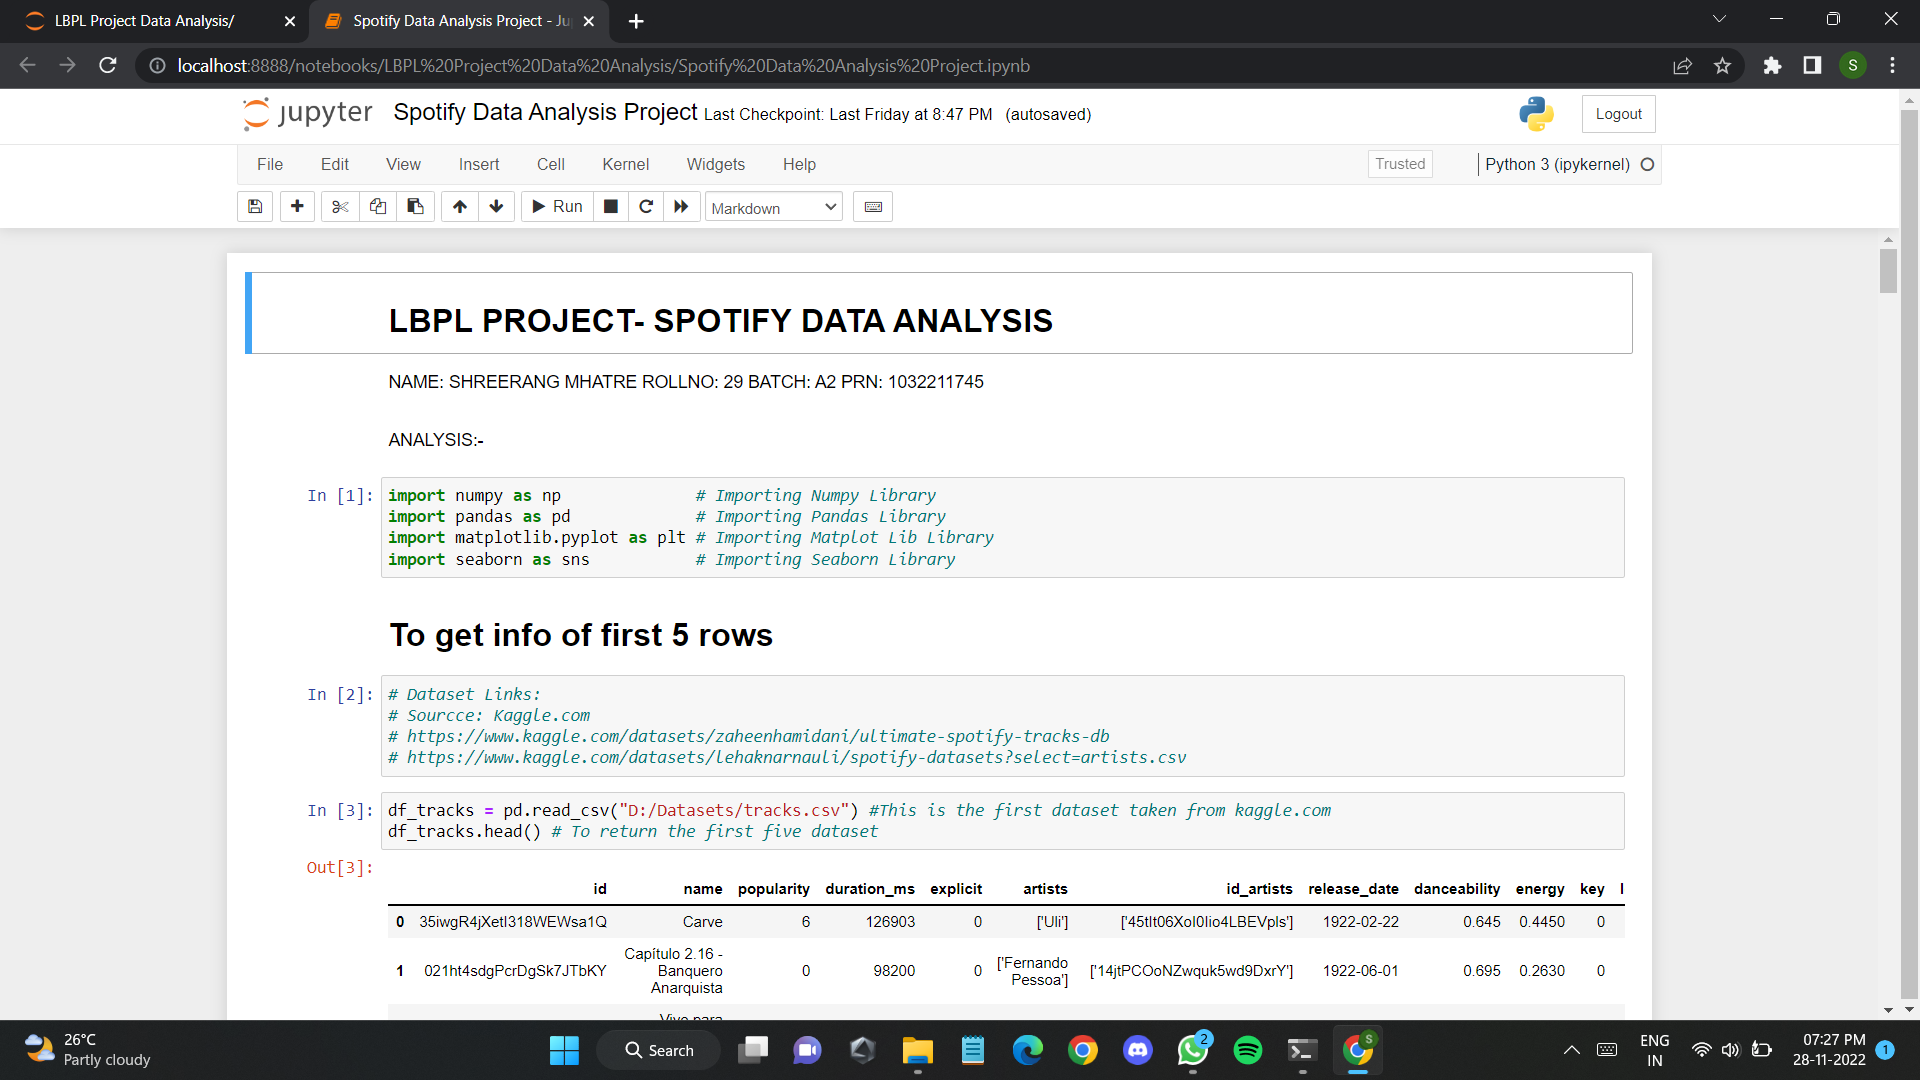 LBPL Project Data Analysis/
Spotify Data Analysis Project - Ju
localhost:8888/notebooks/LBPL%20Project%20Data%20Analysis/Spotify%20Data%20Analysis%20Project.ipynb
S
jupyter Spotify Data Analysis Project Last Checkpoint: Last Friday at 8:47 PM (autosaved)
Logout
File Edit View Insert Cell Kernel Widgets Help
Trusted
Python 3 (ipykernel)
Run
Markdown
LBPL PROJECT- SPOTIFY DATA ANALYSIS
NAME: SHREERANG MHATRE ROLLNO: 29 BATCH: A2 PRN: 1032211745
ANALYSIS:-
In [1]: import numpy as np # Importing Numpy Library
import pandas as pd # Importing Pandas Library
import matplotlib.pyplot as plt # Importing Matplot Lib Library
import seaborn as sns # Importing Seaborn Library
To get info of first 5 rows
In [2]: # Dataset Links:
# Sourcce: Kaggle.com
# https://www.kaggle.com/datasets/zaheenhamidani/ultimate-spotify-tracks-db
# https://www.kaggle.com/datasets/lehaknarnauli/spotify-datasets?select=artists.csv
In [3]: df_tracks = pd.read_csv("D:/Datasets/tracks.csv") #This is the first dataset taken from kaggle.com
df_tracks.head() # To return the first five dataset
Out[3]:
id name popularity duration_ms explicit artists id_artists release_date danceability energy key l
0 35iwgR4jXetI318WEWsa1Q Carve 6 126903 0 ['Uli'] ['45tIt06XoI0Iio4LBEVpls'] 1922-02-22 0.645 0.4450 0
1 021ht4sdgPcrDgSk7JTbKY Capítulo 2.16 - Banquero Anarquista 0 98200 0 ['Fernando Pessoa'] ['14jtPCOoNZwquk5wd9DxrY'] 1922-06-01 0.695 0.2630 0
Vivo para
26°C
Partly cloudy
Search
2
S
ENG
IN
07:27 PM
28-11-2022
1